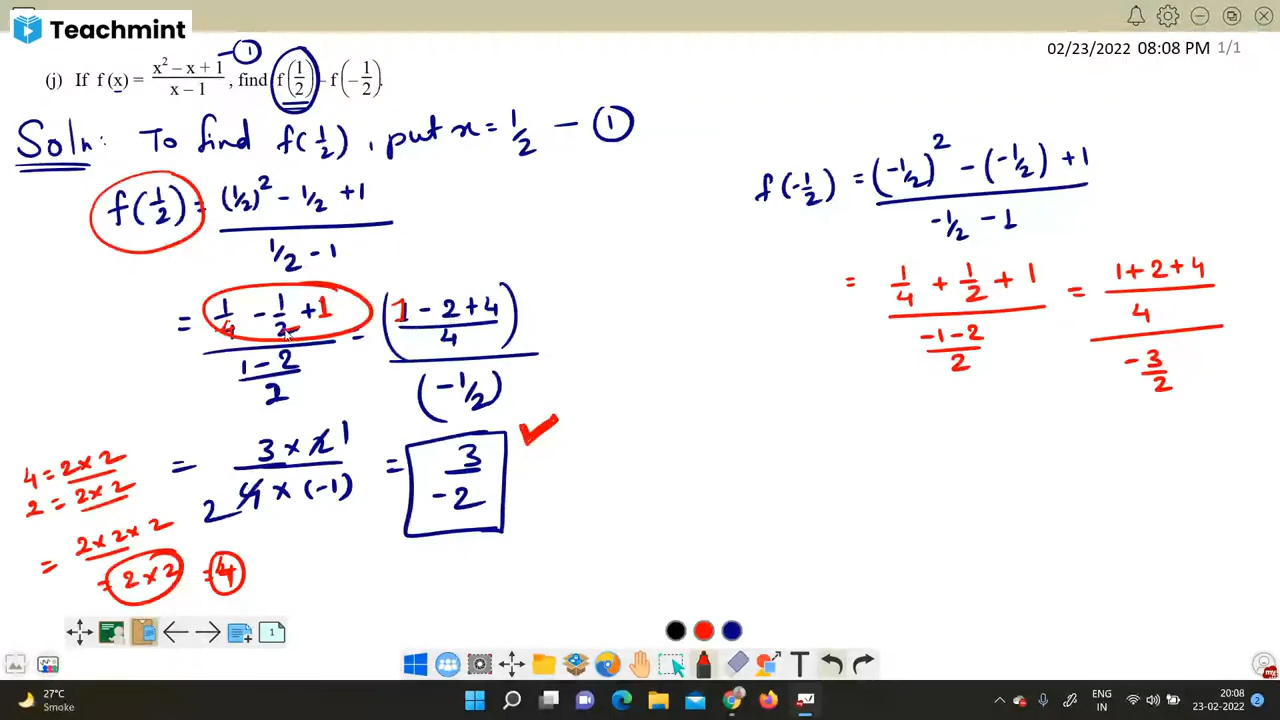 Teachmint
02/23/2022 08:08 PM 1/1
(j) If f (x) = x² – x + 1 / x – 1 , find f(1/2) – f(–1/2). – ①
Soln: To find f(1/2) , put x = 1/2 – ①
f(1/2) = (1/2)² - 1/2 + 1 / 1/2 - 1
= 1/4 - 1/2 + 1 / 1-2/2 = (1 - 2 + 4 / 4) / (-1/2)
= 3 × 2 1 / 2 4 × (-1) = 3 / -2
4 = 2×2
2 = 2×2
= 2×2×2
= 2×2 = 4
f(-1/2) = (-1/2)² - (-1/2) + 1 / -1/2 - 1
= 1/4 + 1/2 + 1 / -1-2/2 = 1+2+4/4 / -3/2
1
T
27°C
Smoke
ENG
IN
20:08
23-02-2022
2